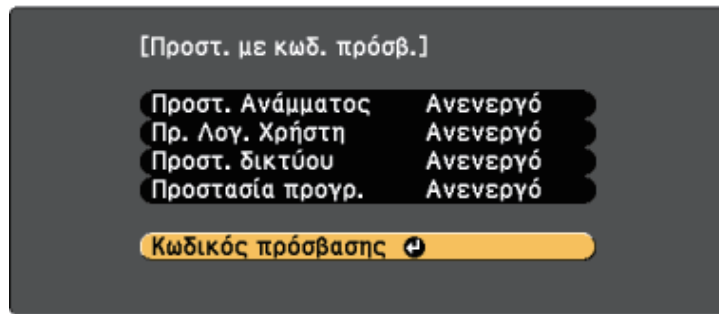 [Προστ. με κωδ. πρόσβ.]
Προστ. Ανάμματος Ανενεργό
Πρ. Λογ. Χρήστη Ανενεργό
Προστ. δικτύου Ανενεργό
Προστασία προγρ. Ανενεργό
Κωδικός πρόσβασης